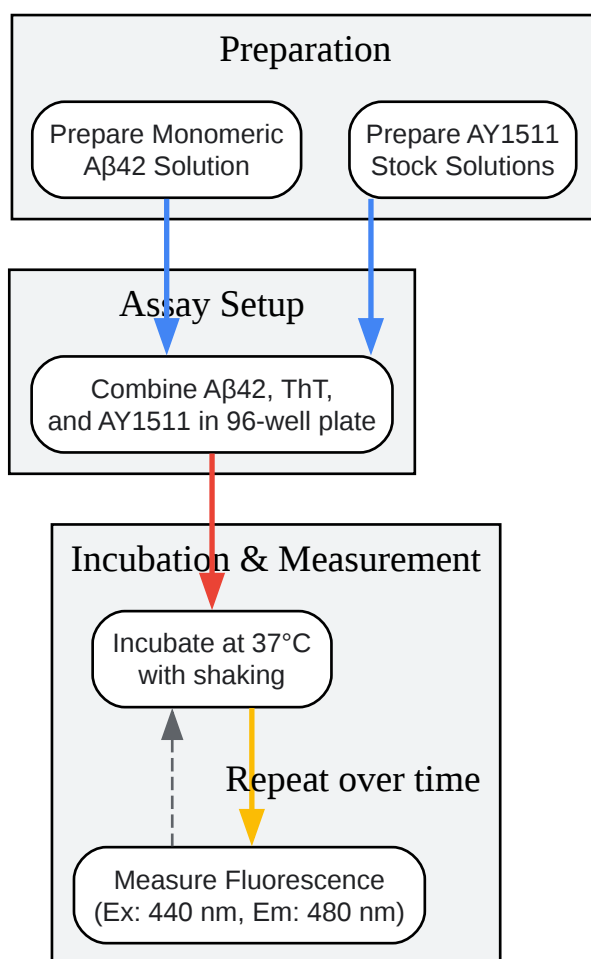 Preparation
Prepare Monomeric
Aβ42 Solution
Prepare AY1511
Stock Solutions
Assay Setup
Combine Aβ42, ThT,
and AY1511 in 96-well plate
Incubation & Measurement
Incubate at 37°C
with shaking
Repeat over time
Measure Fluorescence
(Ex: 440 nm, Em: 480 nm)